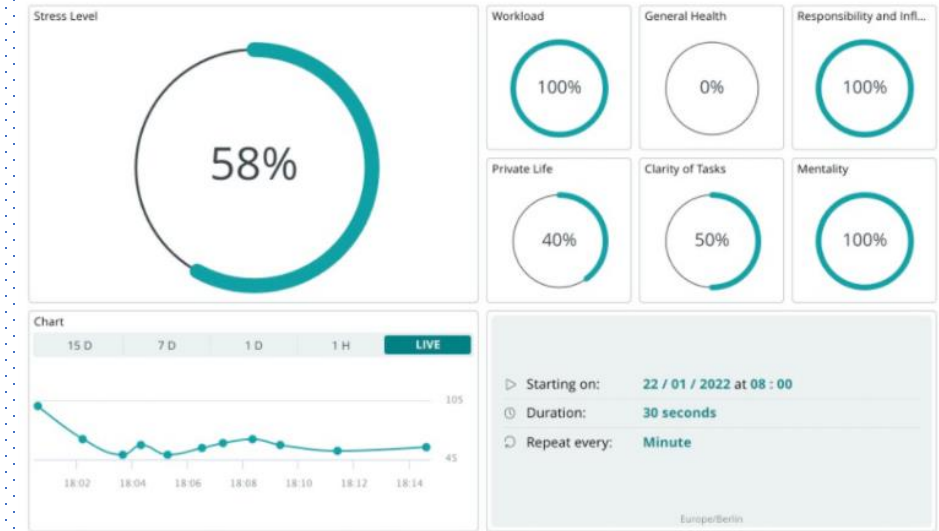 Stress Level
58%
Workload
100%
General Health
0%
Responsibility and Infl...
100%
Private Life
40%
Clarity of Tasks
50%
Mentality
100%
Chart
15 D 7 D 1 D 1 H LIVE
105
45
18:02 18:04 18:06 18:08 18:10 18:12 18:14
Starting on: 22 / 01 / 2022 at 08 : 00
Duration: 30 seconds
Repeat every: Minute
Europe/Berlin